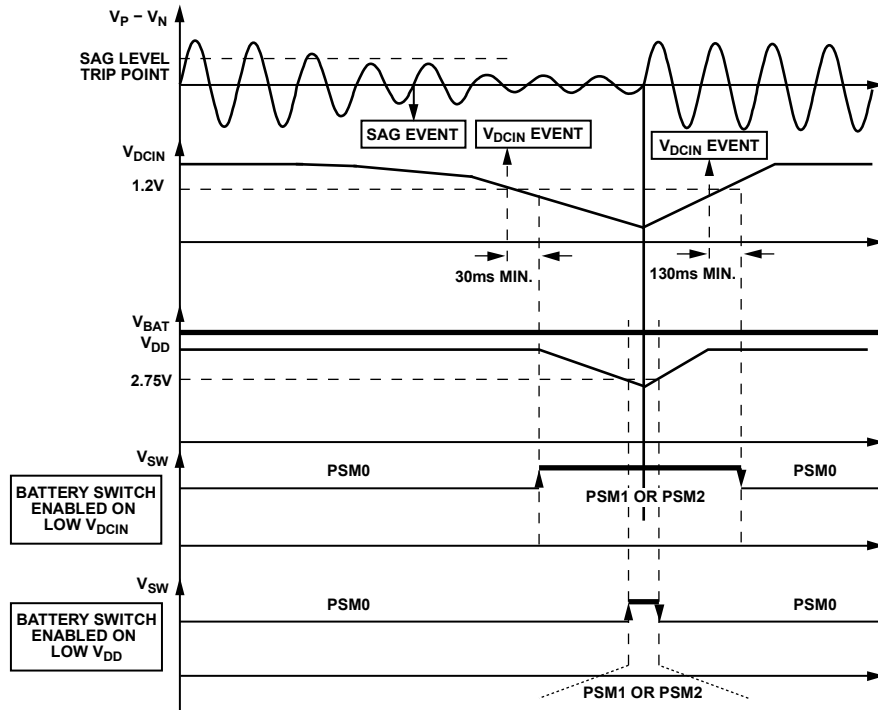 VP − VN
SAG LEVEL
TRIP POINT
SAG EVENT
VDCIN EVENT
VDCIN EVENT
VDCIN
1.2V
30ms MIN.
130ms MIN.
VBAT
VDD
2.75V
VSW
PSM0
PSM0
BATTERY SWITCH
ENABLED ON
LOW VDCIN
PSM1 OR PSM2
VSW
PSM0
PSM0
BATTERY SWITCH
ENABLED ON
LOW VDD
PSM1 OR PSM2